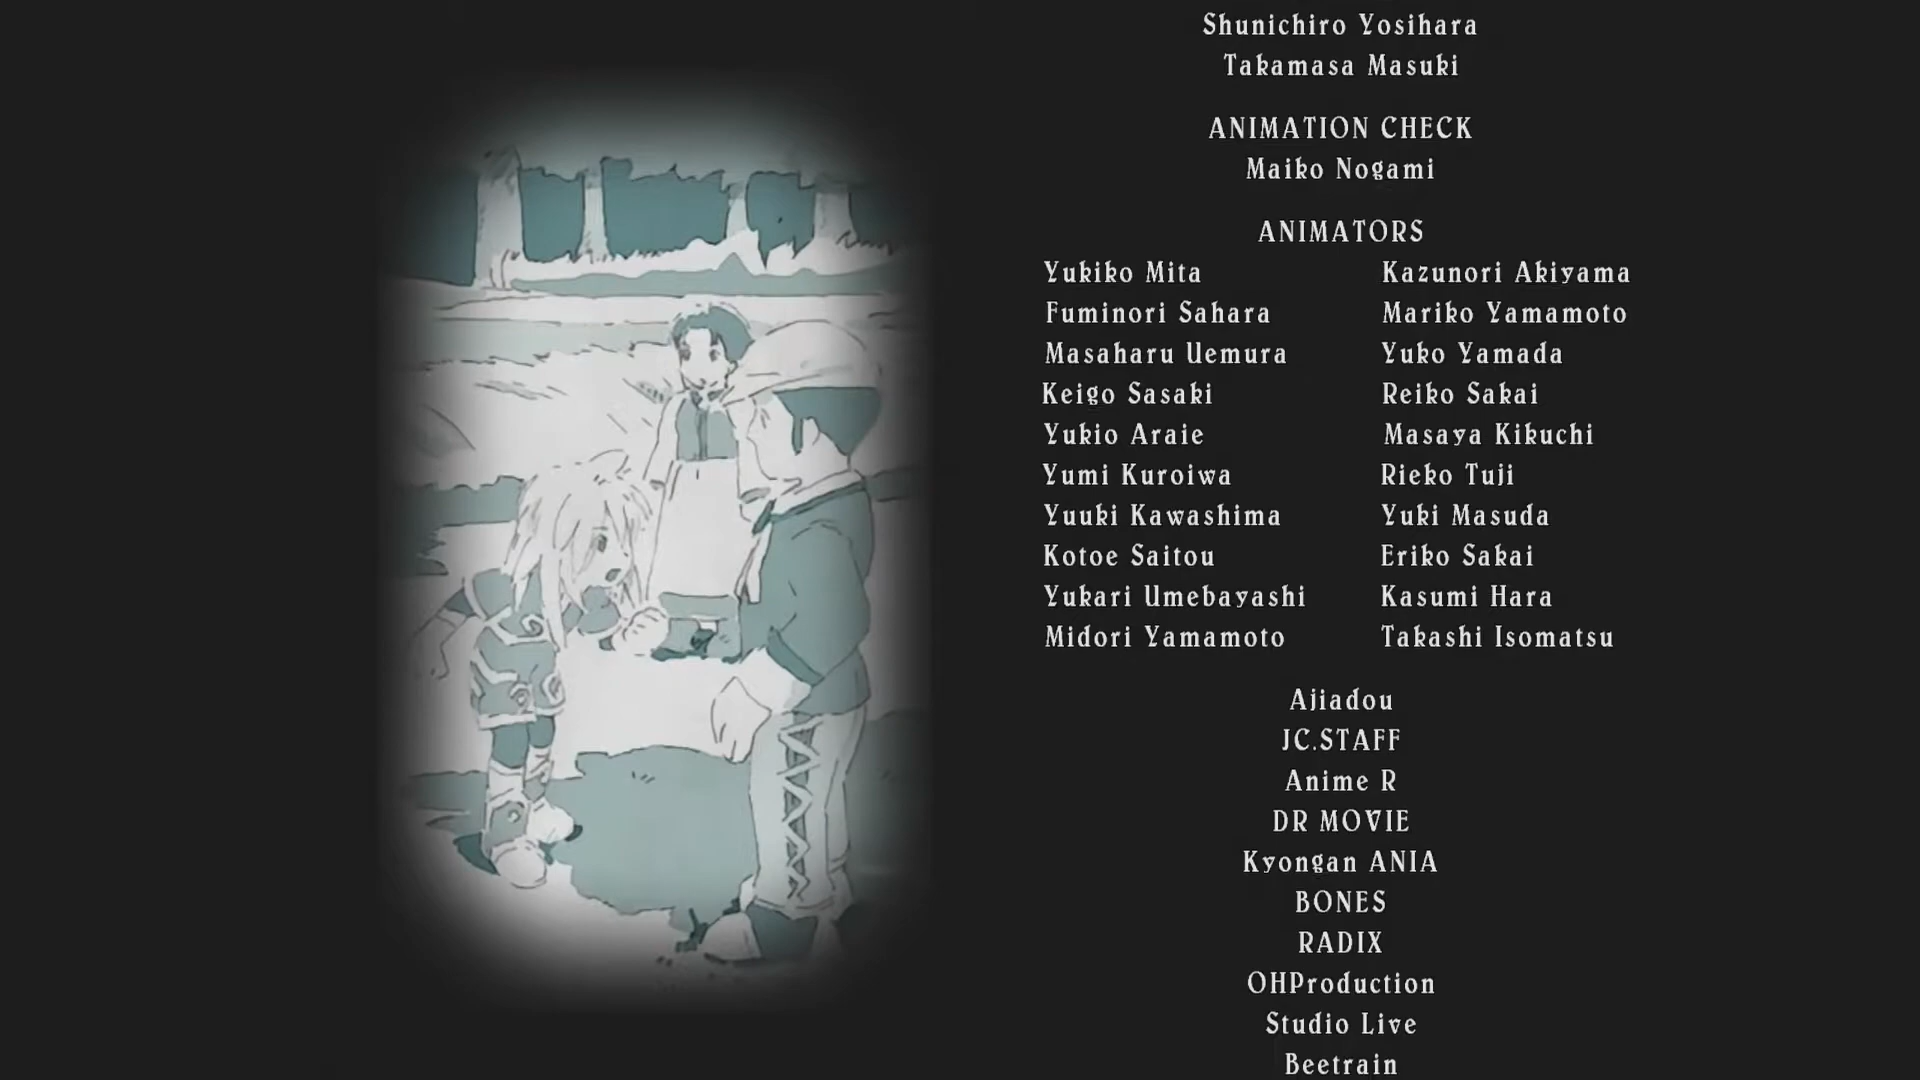 Shunichiro Yosihara
Takamasa Masuki
ANIMATION CHECK
Maiko Nogami
ANIMATORS
Yukiko Mita
Kazunori Akiyama
Fuminori Sahara
Mariko Yamamoto
Masaharu Uemura
Yuko Yamada
Keigo Sasaki
Reiko Sakai
Yukio Araie
Masaya Kikuchi
Yumi Kuroiwa
Rieko Tuji
Yuuki Kawashima
Yuki Masuda
Kotoe Saitou
Eriko Sakai
Yukari Umebayashi
Kasumi Hara
Midori Yamamoto
Takashi Isomatsu
Ajiadou
JC.STAFF
Anime R
DR MOVIE
Kyongan ANIA
BONES
RADIX
OHProduction
Studio Live
Beetrain